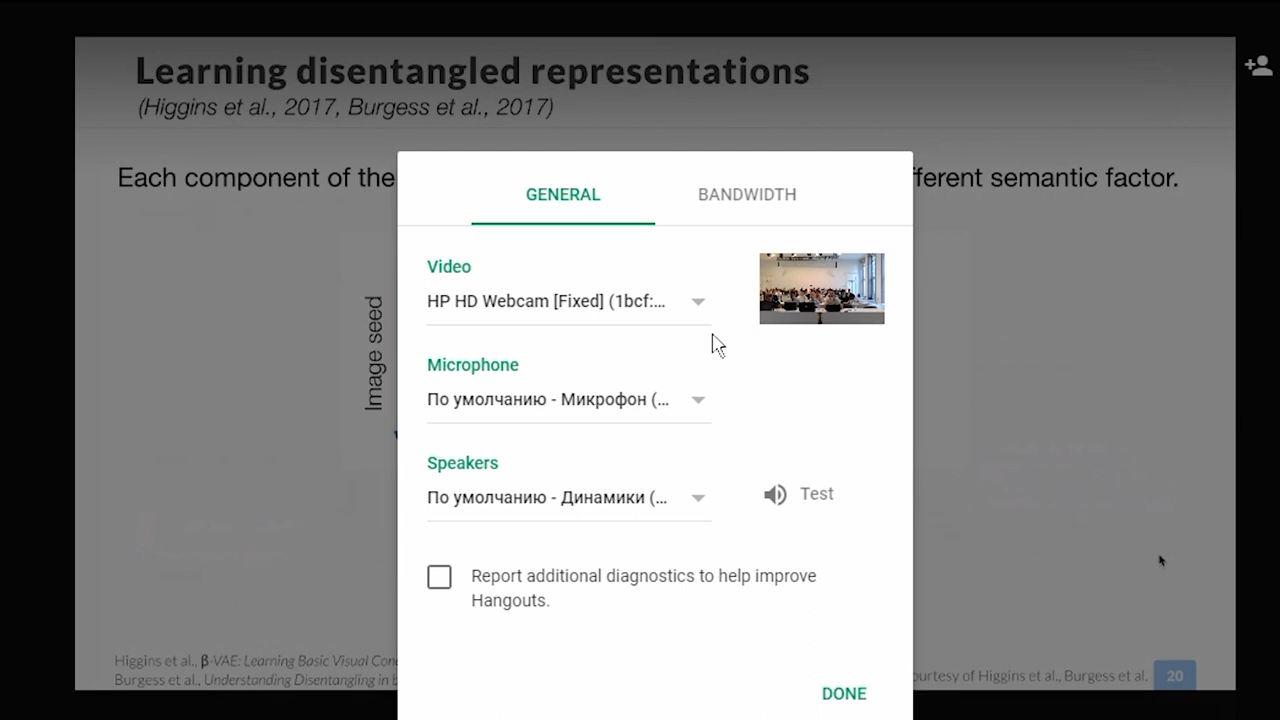 Learning disentangled representations
(Higgins et al., 2017, Burgess et al., 2017)
Each component of the
fferent semantic factor.
GENERAL
BANDWIDTH
Video
HP HD Webcam [Fixed] (1bcf:...
Image seed
Microphone
По умолчанию - Микрофон (...
Speakers
По умолчанию - Динамики (...
Test
Report additional diagnostics to help improve
Hangouts.
Higgins et al., β-VAE: Learning Basic Visual Con
Burgess et al., Understanding Disentangling in
urtesy of Higgins et al., Burgess et al.
20
DONE